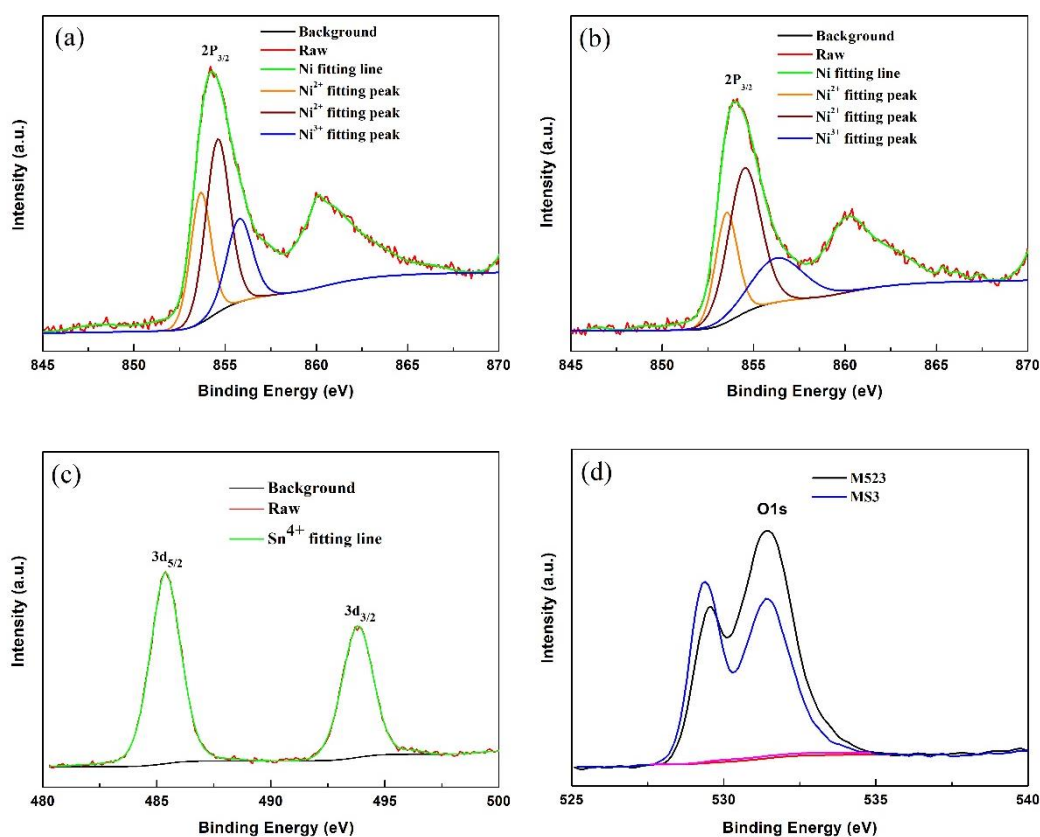 (a)
2P3/2
Background
Raw
Ni fitting line
Ni2+ fitting peak
Ni2+ fitting peak
Ni3+ fitting peak
Intensity (a.u.)
845 850 855 860 865 870
Binding Energy (eV)
(b)
2P3/2
Background
Raw
Ni fitting line
Ni2+ fitting peak
Ni2+ fitting peak
Ni3+ fitting peak
Intensity (a.u.)
845 850 855 860 865 870
Binding Energy (eV)
(c)
Background
Raw
Sn4+ fitting line
3d5/2
3d3/2
Intensity (a.u.)
480 485 490 495 500
Binding Energy (eV)
(d)
M523
MS3
O1s
Intensity (a.u.)
525 530 535 540
Binding Energy (eV)